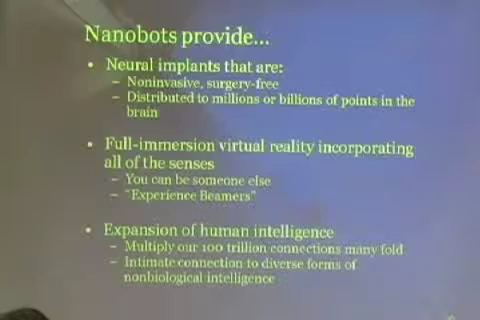 Nanobots provide...
• Neural implants that are:
– Noninvasive, surgery-free
– Distributed to millions or billions of points in the
brain
• Full-immersion virtual reality incorporating
all of the senses
– You can be someone else
– "Experience Beamers"
• Expansion of human intelligence
– Multiply our 100 trillion connections many fold
– Intimate connection to diverse forms of
nonbiological intelligence